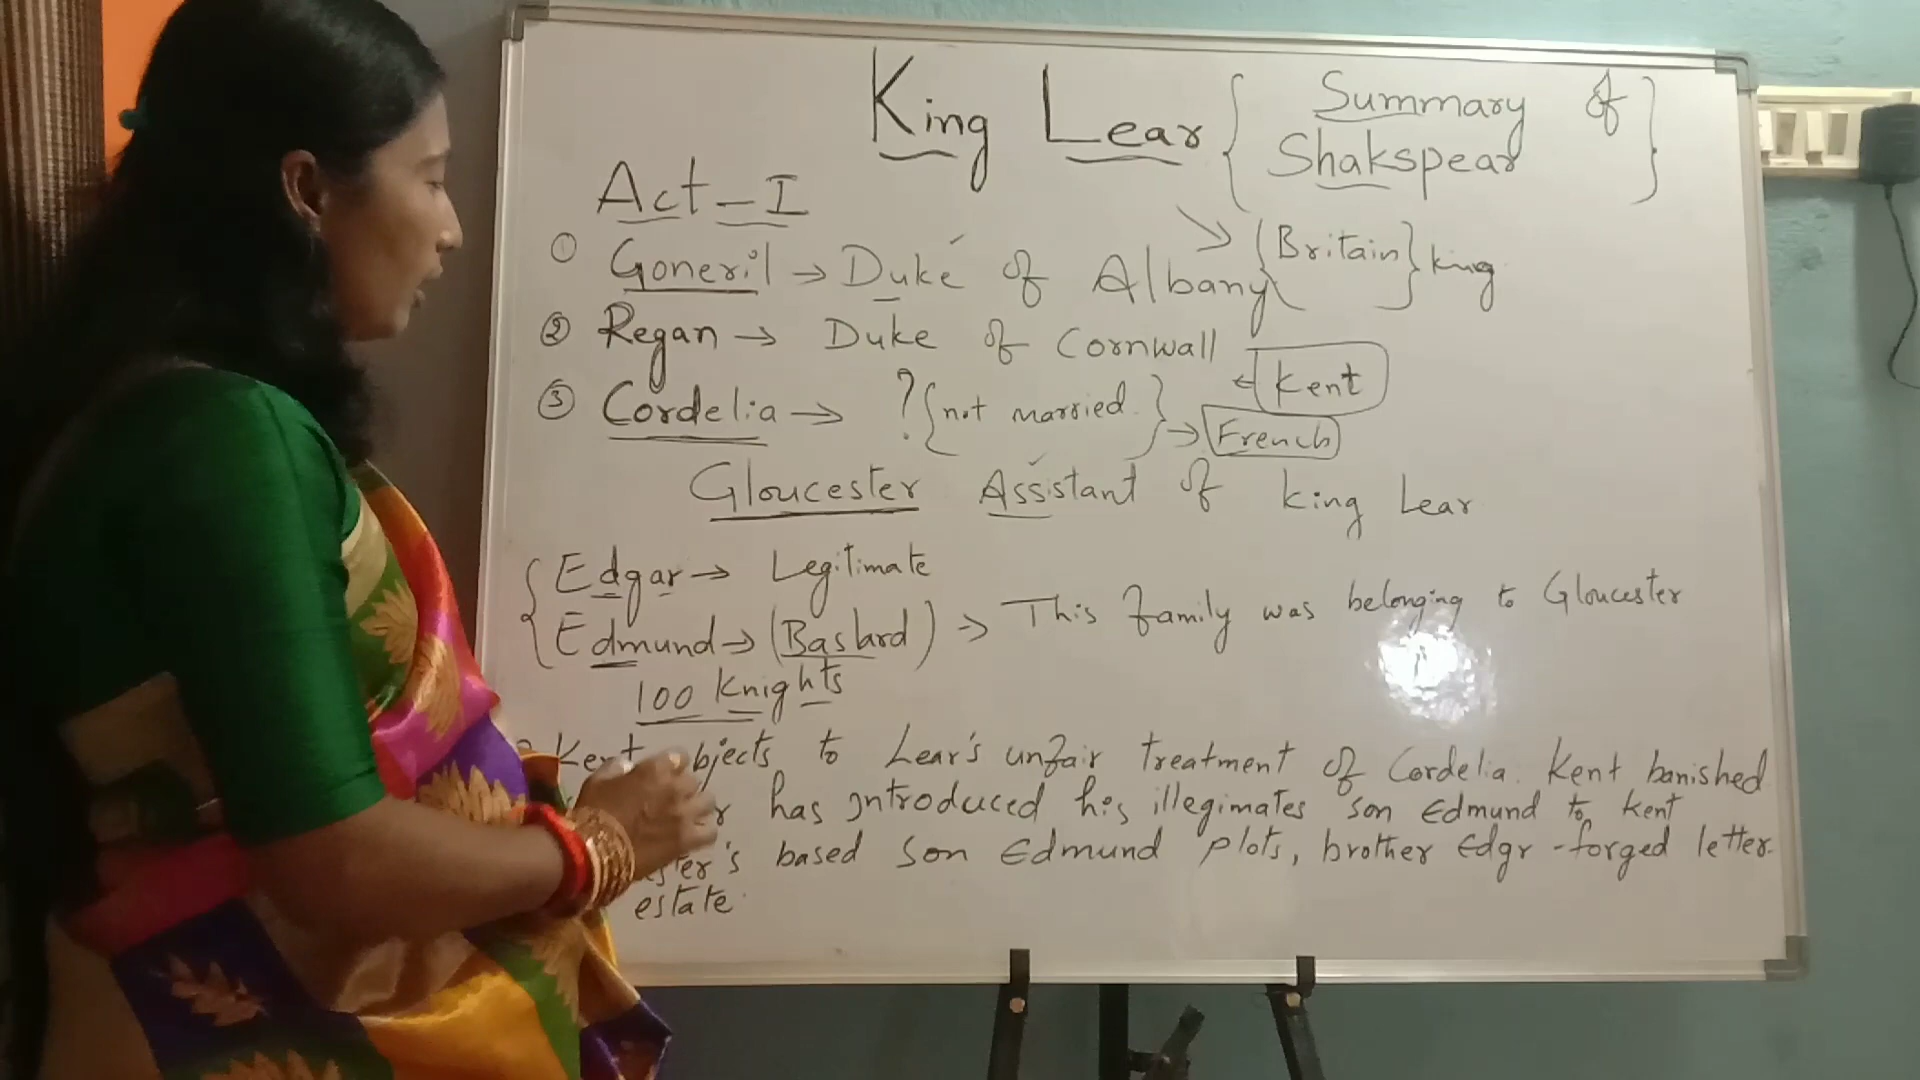 King Lear { Summary of
Shakspear }
Act-I
→ {Britain} king
① Goneril → Duke of Albany
② Regan → Duke of Cornwall
← Kent
③ Cordelia → ? {not married.} → French
Gloucester Assistant of king Lear
{ Edgar → Legitimate
Edmund → (Bastard) → This family was belonging to Gloucester
100 Knights
Kent objects to Lear's unfair treatment of Cordelia. Kent banished
has introduced his illegimates son Edmund to kent
based son Edmund plots, brother Edgr - forged letter.
estate.